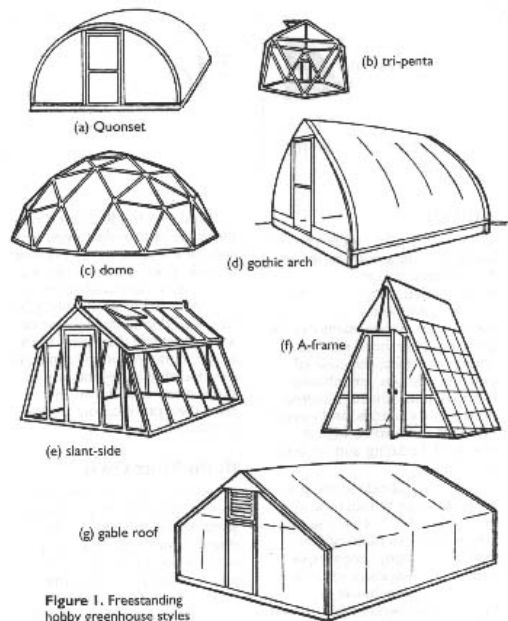 (a) Quonset
(b) tri-penta
(c) dome
(d) gothic arch
(e) slant-side
(f) A-frame
(g) gable roof
Figure 1. Freestanding
hobby greenhouse styles